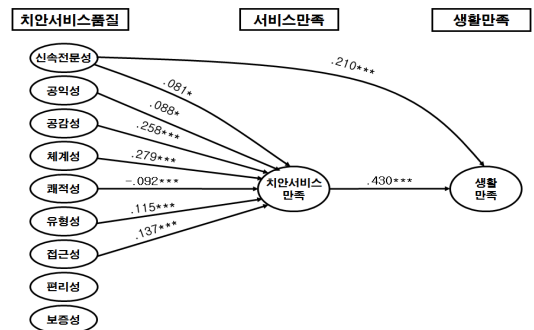 치안서비스품질
서비스만족
생활만족
신속전문성
.210***
.081*
공익성
.088*
공감성
.258***
체계성
.279***
쾌적성
-.092***
치안서비스
만족
.430***
생활
만족
유형성
.115***
접근성
.137***
편리성
보증성